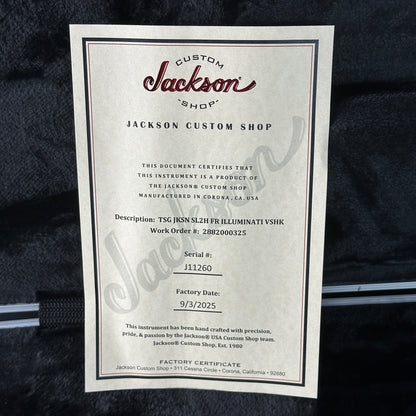 CUSTOM
Jackson®
-SHOP-
JACKSON CUSTOM SHOP
THIS DOCUMENT CERTIFIES THAT
THIS INSTRUMENT IS A PRODUCT OF
THE JACKSON® CUSTOM SHOP
MANUFACTURED IN CORONA, CA. USA
Jackson
Description: TSG JKSN SL2H FR ILLUMINATI VSHK
Work Order #: 2882000325
Serial #:
J11260
Factory Date:
9/3/2025
This instrument has been hand crafted with precision,
pride, & passion by the Jackson® USA Custom Shop team.
Jackson® Custom Shop, Est. 1980
FACTORY CERTIFICATE
Jackson Custom Shop • 311 Cessna Circle • Corona, California • 92880